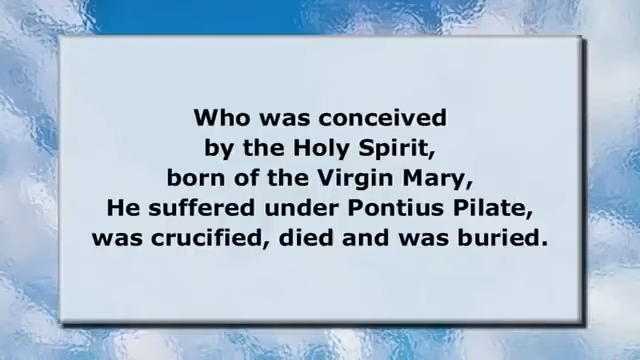 Who was conceived
by the Holy Spirit,
born of the Virgin Mary,
He suffered under Pontius Pilate,
was crucified, died and was buried.